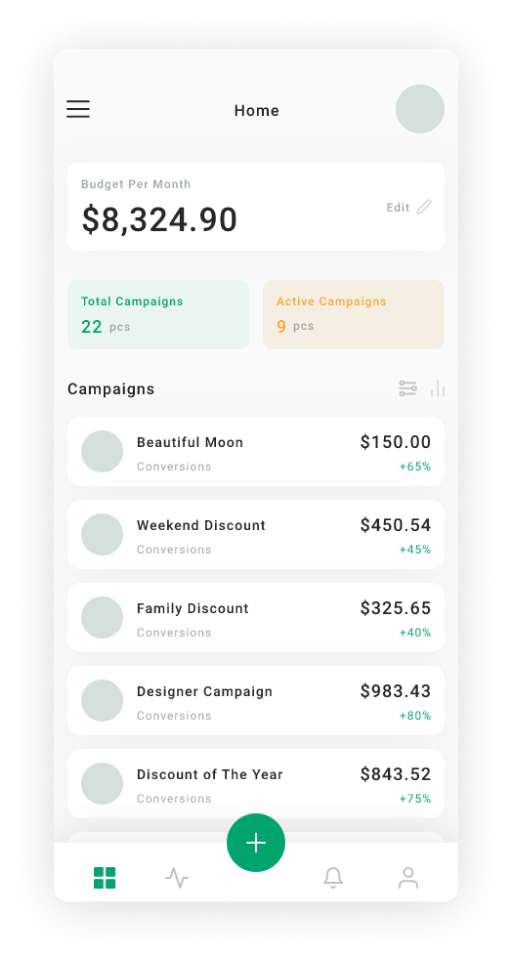 Home
Budget Per Month
$8,324.90
Edit
Total Campaigns
22 pcs
Active Campaigns
9 pcs
Campaigns
Beautiful Moon
$150.00
Conversions
+65%
Weekend Discount
$450.54
Conversions
+45%
Family Discount
$325.65
Conversions
+40%
Designer Campaign
$983.43
Conversions
+80%
Discount of The Year
$843.52
Conversions
+75%